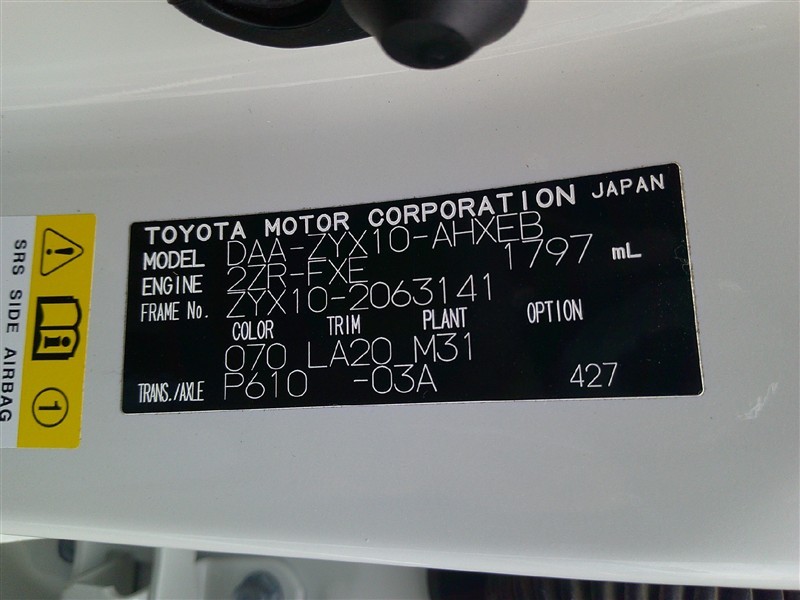 TOYOTA MOTOR CORPORATION JAPAN
MODEL DAA-ZYX10-AHXEB
ENGINE 2ZR-FXE 1797 mL
FRAME No. ZYX10-2063141
COLOR TRIM PLANT OPTION
070 LA20 M31
TRANS./AXLE P610 -03A 427
SRS SIDE AIRBAG
1